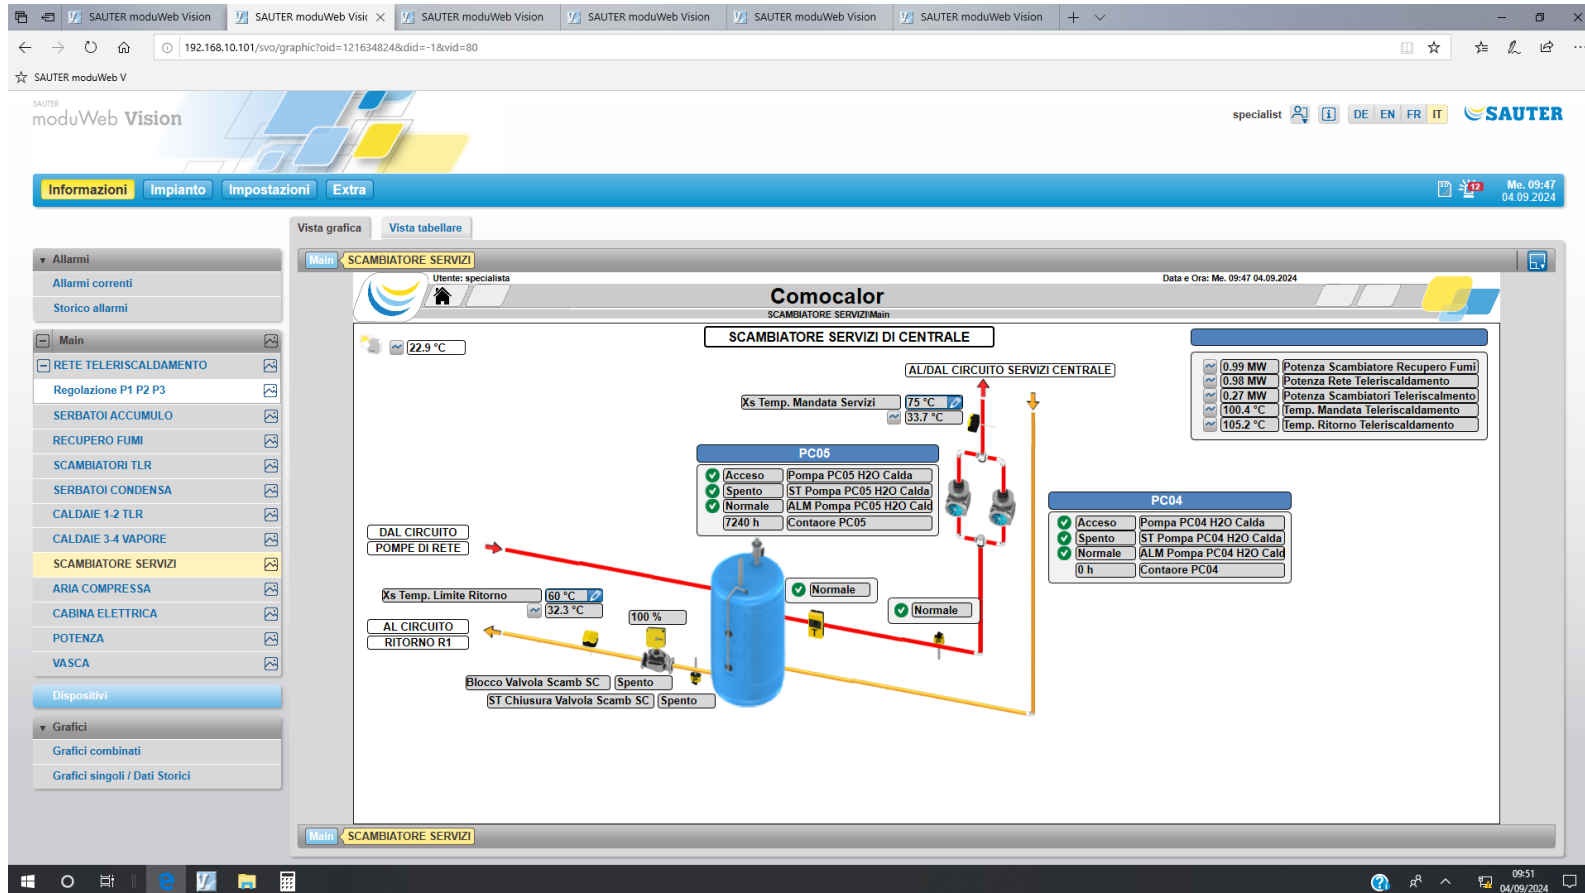 SAUTER moduWeb Vision
SAUTER moduWeb Visic
SAUTER moduWeb Vision
SAUTER moduWeb Vision
SAUTER moduWeb Vision
SAUTER moduWeb Vision
192.168.10.101/svo/graphic?oid=121634824&did=-1&vid=80
SAUTER moduWeb V
SAUTER
moduWeb Vision
specialist
DE EN FR IT
SAUTER
Informazioni
Impianto
Impostazioni
Extra
12
Me. 09:47
04.09.2024
Vista grafica
Vista tabellare
Allarmi
Allarmi correnti
Storico allarmi
Main
RETE TELERISCALDAMENTO
Regolazione P1 P2 P3
SERBATOI ACCUMULO
RECUPERO FUMI
SCAMBIATORI TLR
SERBATOI CONDENSA
CALDAIE 1-2 TLR
CALDAIE 3-4 VAPORE
SCAMBIATORE SERVIZI
ARIA COMPRESSA
CABINA ELETTRICA
POTENZA
VASCA
Dispositivi
Grafici
Grafici combinati
Grafici singoli / Dati Storici
Main SCAMBIATORE SERVIZI
Utente: specialista
Data e Ora: Me. 09:47 04.09.2024
Comocalor
SCAMBIATORE SERVIZI\Main
22.9 °C
SCAMBIATORE SERVIZI DI CENTRALE
AL/DAL CIRCUITO SERVIZI CENTRALE
0.99 MW Potenza Scambiatore Recupero Fumi
0.98 MW Potenza Rete Teleriscaldamento
0.27 MW Potenza Scambiatori Teleriscalmento
100.4 °C Temp. Mandata Teleriscaldamento
105.2 °C Temp. Ritorno Teleriscaldamento
Xs Temp. Mandata Servizi 75 °C
33.7 °C
PC05
Acceso Pompa PC05 H2O Calda
Spento ST Pompa PC05 H2O Calda
Normale ALM Pompa PC05 H2O Cald
7240 h Contaore PC05
PC04
Acceso Pompa PC04 H2O Calda
Spento ST Pompa PC04 H2O Calda
Normale ALM Pompa PC04 H2O Cald
0 h Contaore PC04
DAL CIRCUITO
POMPE DI RETE
Xs Temp. Limite Ritorno 60 °C
32.3 °C
Normale
Normale
100 %
AL CIRCUITO
RITORNO R1
T
Blocco Valvola Scamb SC Spento
ST Chiusura Valvola Scamb SC Spento
Main SCAMBIATORE SERVIZI
09:51
04/09/2024